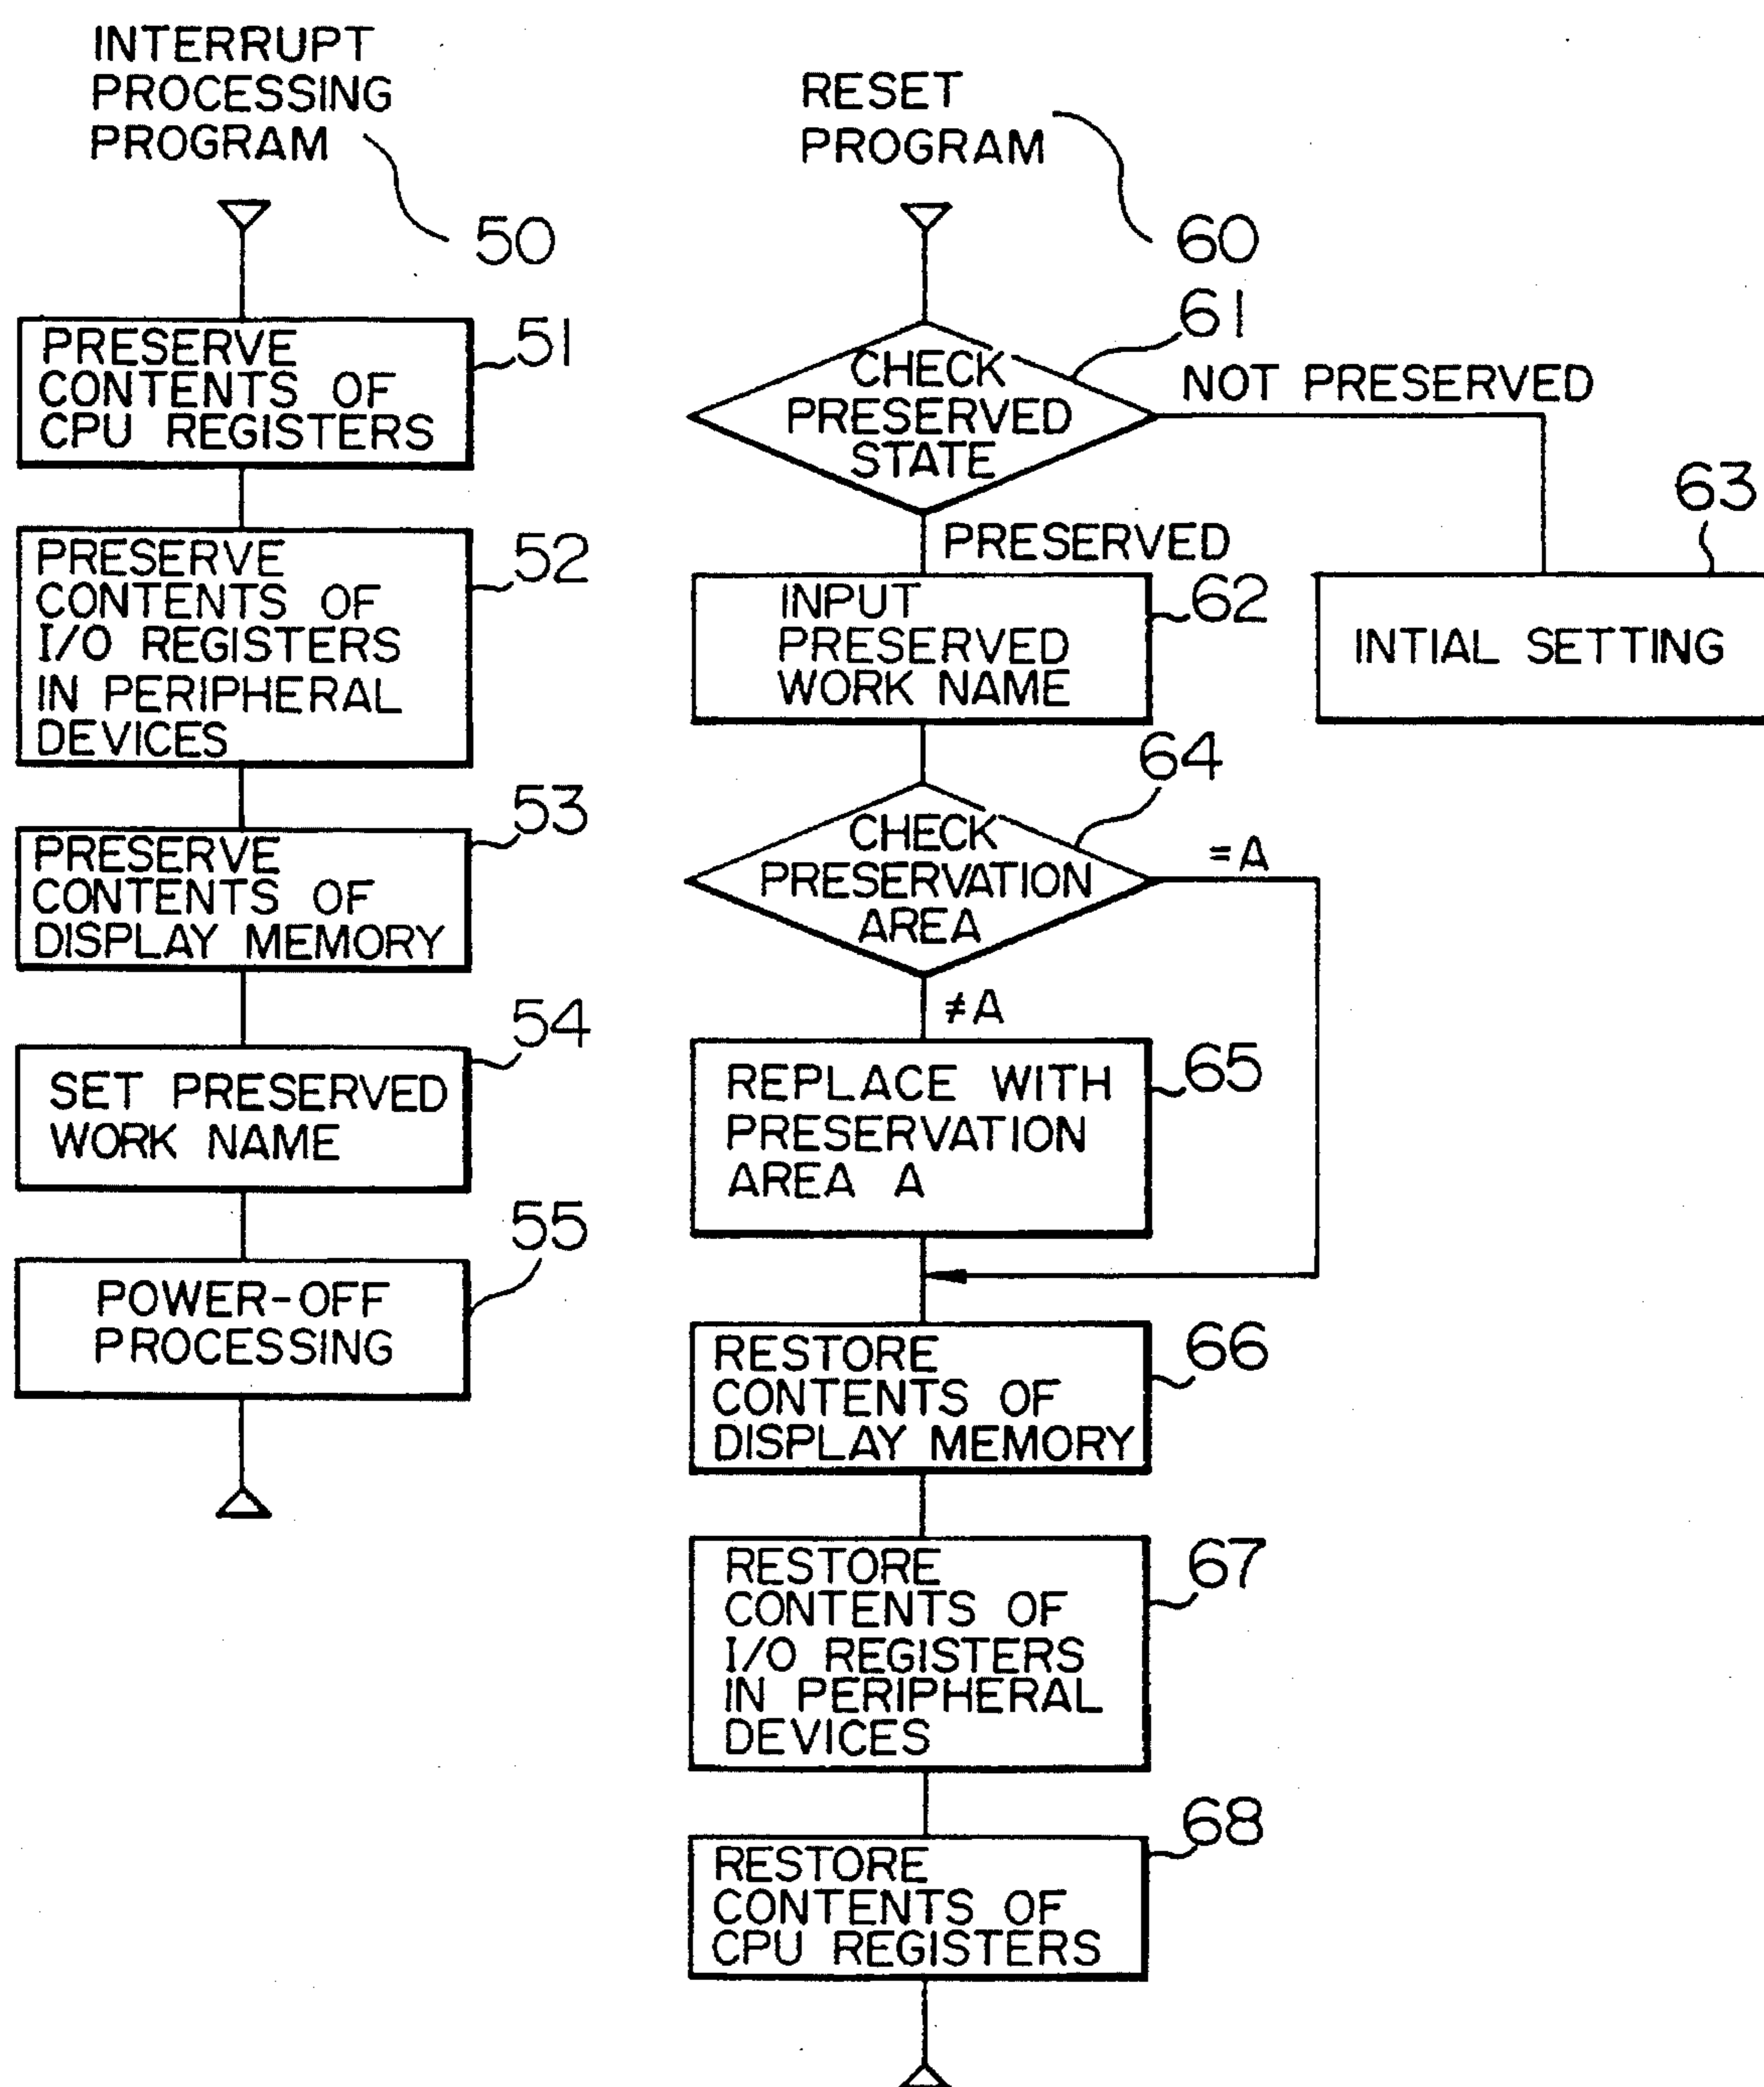 INTERRUPT
PROCESSING
PROGRAM
50
PRESERVE
CONTENTS OF
CPU REGISTERS
51
PRESERVE
CONTENTS OF
I/O REGISTERS
IN PERIPHERAL
DEVICES
52
PRESERVE
CONTENTS OF
DISPLAY MEMORY
53
SET PRESERVED
WORK NAME
54
POWER-OFF
PROCESSING
55
RESET
PROGRAM
60
CHECK
PRESERVED
STATE
61
NOT PRESERVED
PRESERVED
INPUT
PRESERVED
WORK NAME
62
INTIAL SETTING
63
CHECK
PRESERVATION
AREA
64
=A
≠A
REPLACE WITH
PRESERVATION
AREA A
65
RESTORE
CONTENTS OF
DISPLAY MEMORY
66
RESTORE
CONTENTS OF
I/O REGISTERS
IN PERIPHERAL
DEVICES
67
RESTORE
CONTENTS OF
CPU REGISTERS
68